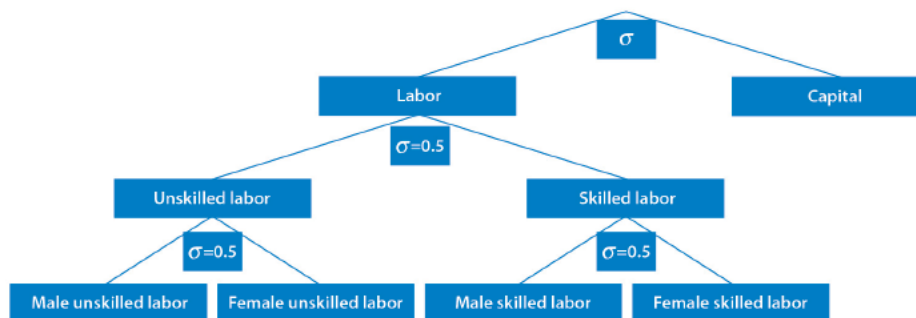 σ
Labor
Capital
σ=0.5
Unskilled labor
Skilled labor
σ=0.5
σ=0.5
Male unskilled labor
Female unskilled labor
Male skilled labor
Female skilled labor